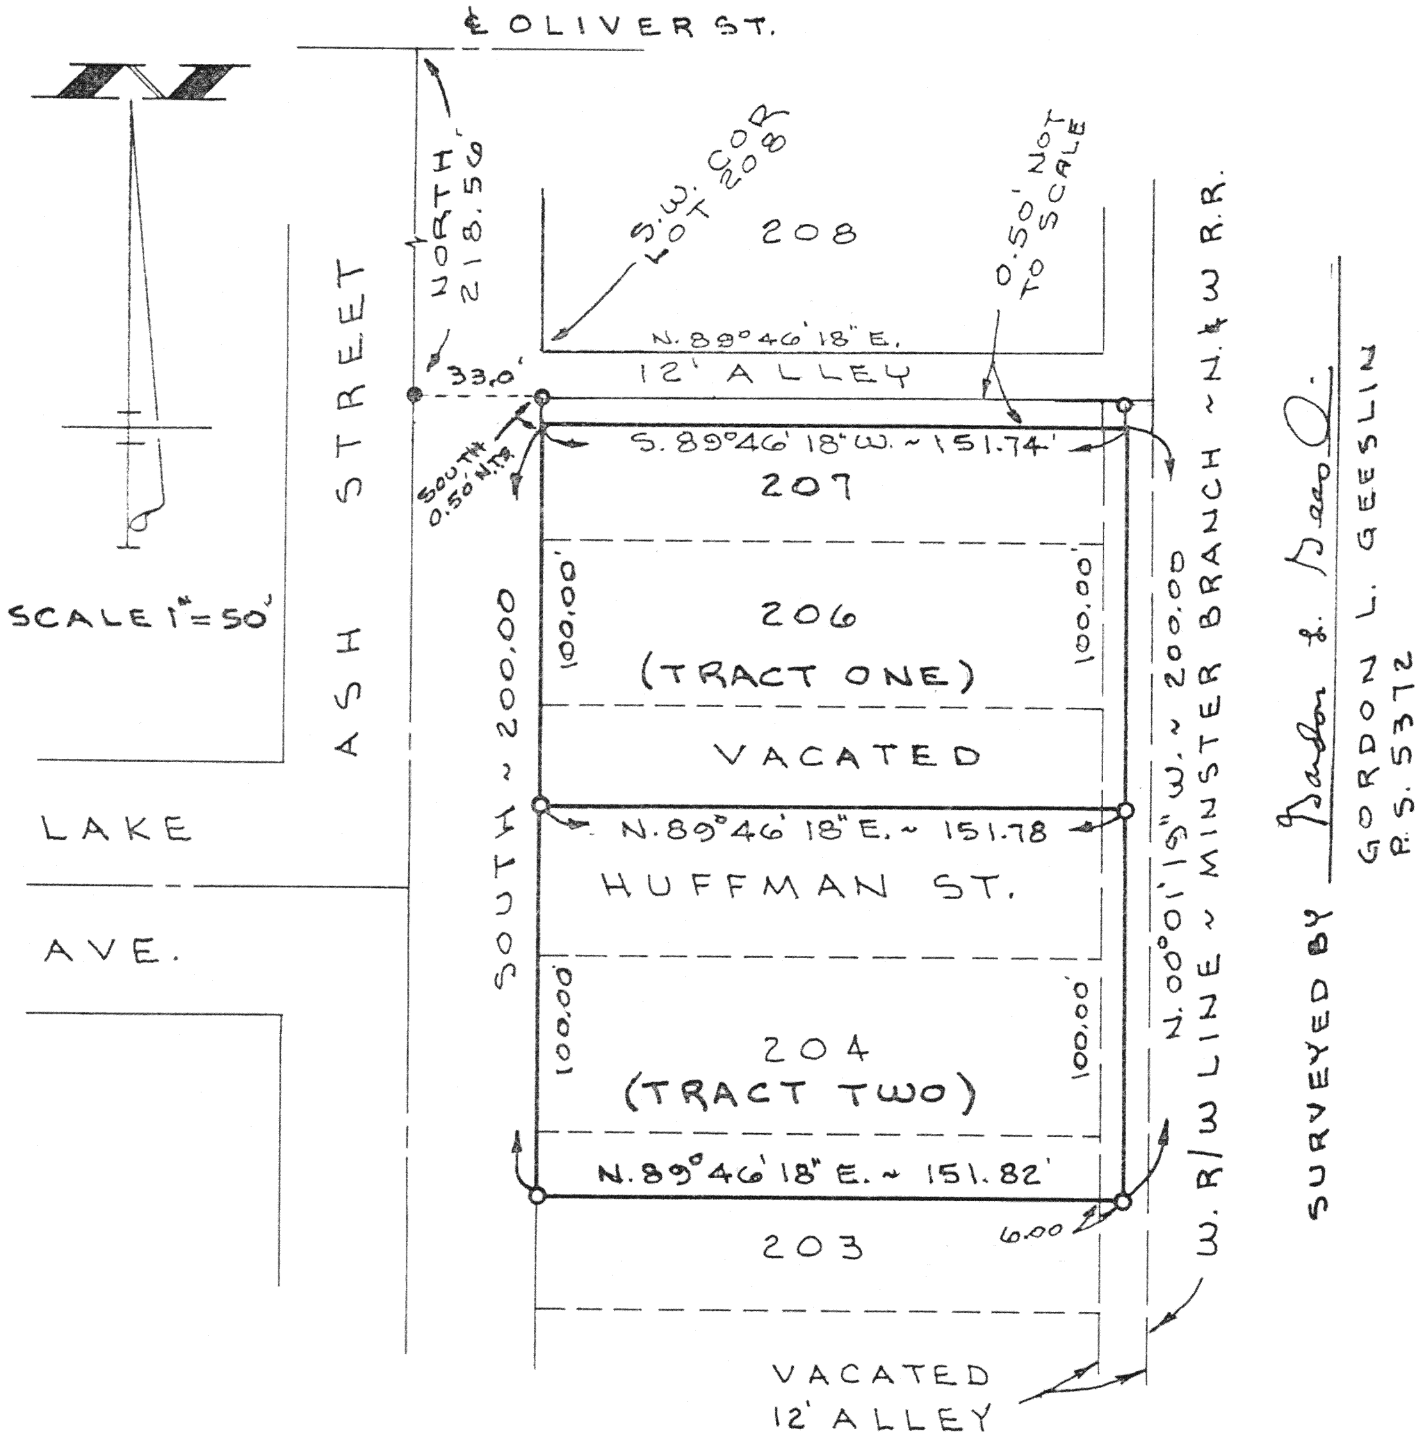 ℄ OLIVER ST.
N
NORTH
218.56'
S.W. COR
LOT 208
208
0.50' NOT
TO SCALE
N. 89° 46' 18" E.
12' ALLEY
33.0'
SOUTH
0.50' N.T.S.
S. 89° 46' 18" W. ~ 151.74'
207
SCALE 1" = 50'
ASH STREET
SOUTH ~ 200.00
100.00'
100.00'
206
(TRACT ONE)
VACATED
N. 89° 46' 18" E. ~ 151.78
HUFFMAN ST.
LAKE
AVE.
100.00'
100.00'
204
(TRACT TWO)
N. 89° 46' 18" E. ~ 151.82'
6.00
203
VACATED
12' ALLEY
N. 00° 01' 19" W. ~ 200.00
W. R/W LINE ~ MINSTER BRANCH ~ N. & W R.R.
SURVEYED BY
GORDON L. GEESLIN
R.S. 5372